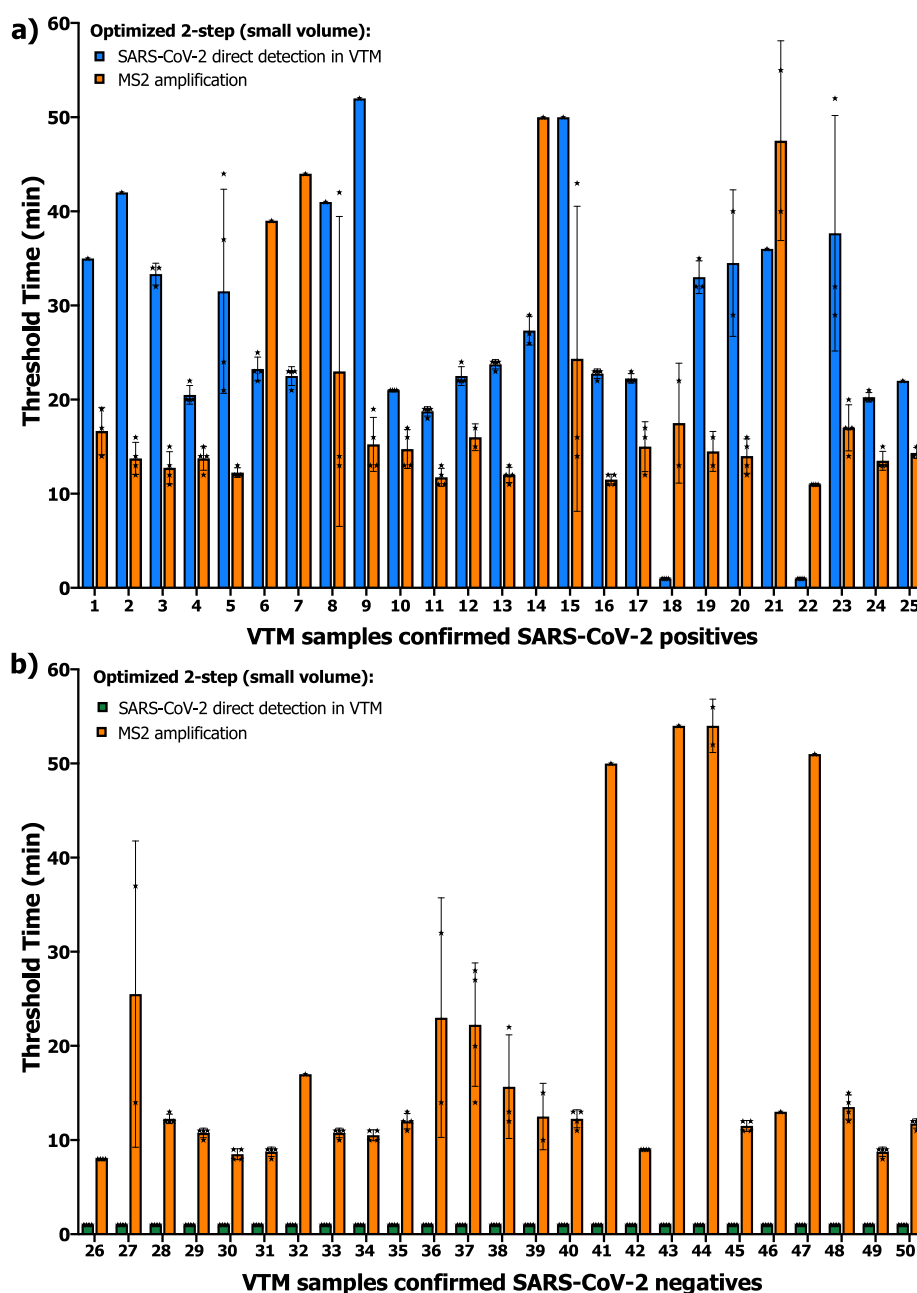 a)
Optimized 2-step (small volume):
SARS-CoV-2 direct detection in VTM
MS2 amplification
Threshold Time (min)
60
50
40
30
20
10
0
1 2 3 4 5 6 7 8 9 10 11 12 13 14 15 16 17 18 19 20 21 22 23 24 25
VTM samples confirmed SARS-CoV-2 positives
b)
Optimized 2-step (small volume):
SARS-CoV-2 direct detection in VTM
MS2 amplification
Threshold Time (min)
60
50
40
30
20
10
0
26 27 28 29 30 31 32 33 34 35 36 37 38 39 40 41 42 43 44 45 46 47 48 49 50
VTM samples confirmed SARS-CoV-2 negatives